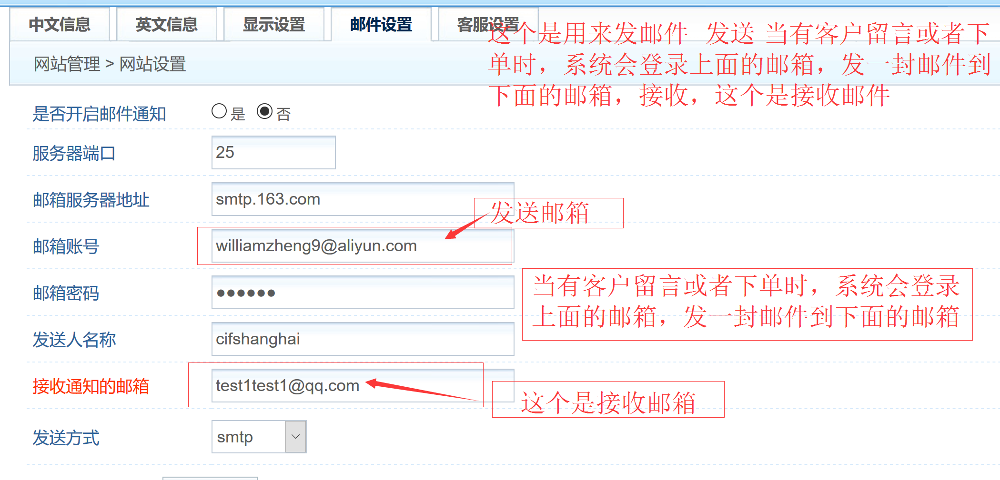 中文信息
英文信息
显示设置
邮件设置
客服设置
这个是用来发邮件 发送 当有客户留言或者下
单时，系统会登录上面的邮箱，发一封邮件到
下面的邮箱，接收，这个是接收邮件
网站管理 > 网站设置
是否开启邮件通知
是
否
服务器端口
25
邮箱服务器地址
smtp.163.com
发送邮箱
邮箱账号
williamzheng9@aliyun.com
当有客户留言或者下单时，系统会登录
上面的邮箱，发一封邮件到下面的邮箱
邮箱密码
●●●●●●
发送人名称
cifshanghai
接收通知的邮箱
test1test1@qq.com
这个是接收邮箱
发送方式
smtp